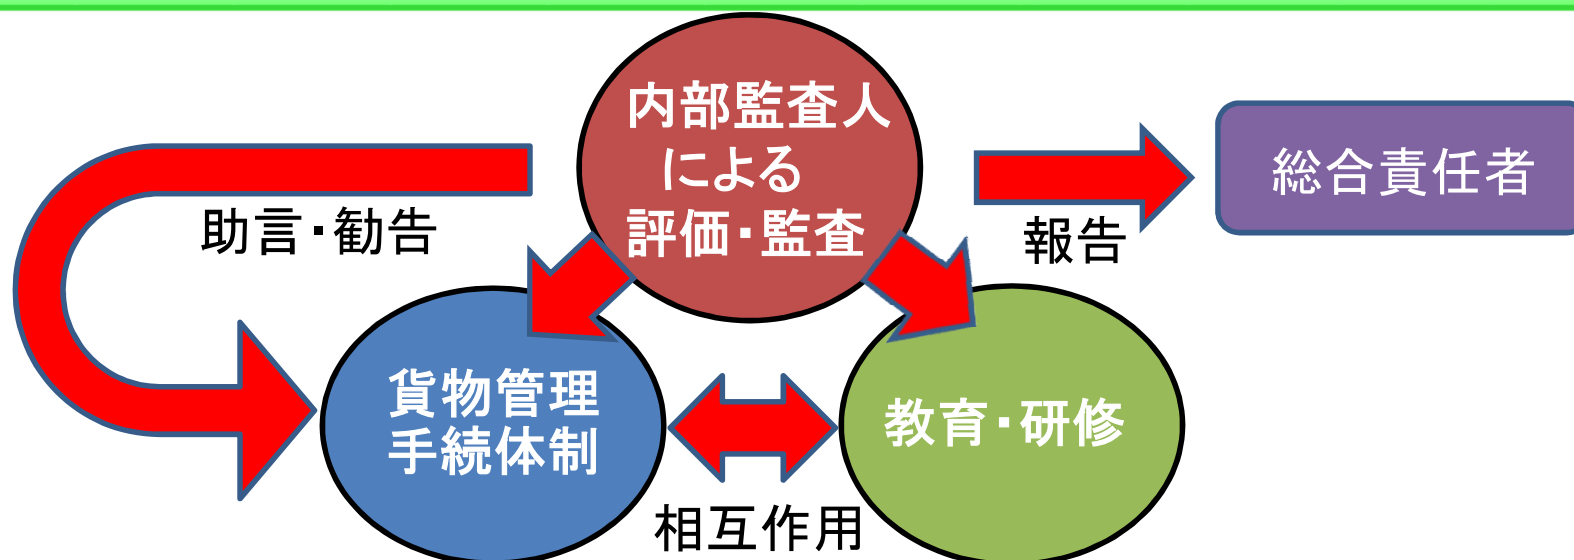 内部監査人
による
評価・監査
総合責任者
助言・勧告
報告
貨物管理
手続体制
教育・研修
相互作用